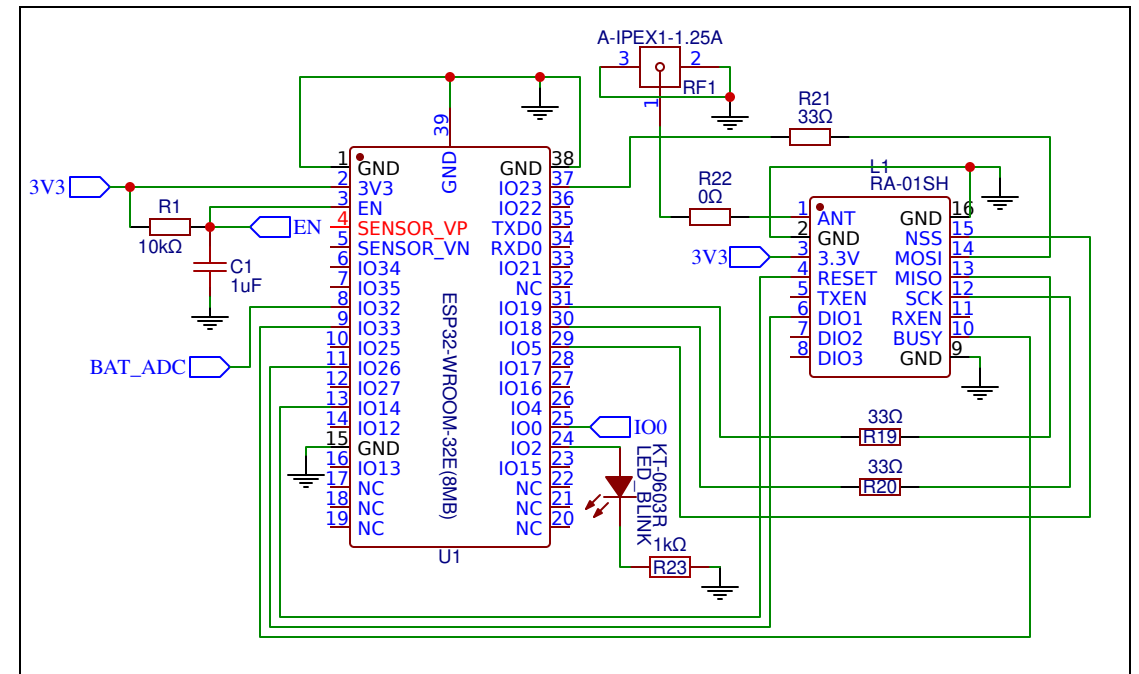 A-IPEX1-1.25A
3
2
RF1
1
R21
33Ω
39
GND
1
GND
2
3V3
3
EN
4
SENSOR_VP
5
SENSOR_VN
6
IO34
7
IO35
8
IO32
9
IO33
10
IO25
11
IO26
12
IO27
13
IO14
14
IO12
15
GND
16
IO13
17
NC
18
NC
19
NC
38
GND
37
IO23
36
IO22
35
TXD0
34
RXD0
33
IO21
32
NC
31
IO19
30
IO18
29
IO5
28
IO17
27
IO16
26
IO4
25
IO0
24
IO2
23
IO15
22
NC
21
NC
20
NC
ESP32-WROOM-32E(8MB)
U1
3V3
R1
10kΩ
EN
C1
1uF
BAT_ADC
IO0
KT-0603R
LED_BLINK
1kΩ
R23
R22
0Ω
3V3
L1
RA-01SH
1
ANT
2
GND
3
3.3V
4
RESET
5
TXEN
6
DIO1
7
DIO2
8
DIO3
16
GND
15
NSS
14
MOSI
13
MISO
12
SCK
11
RXEN
10
BUSY
9
GND
33Ω
R19
33Ω
R20